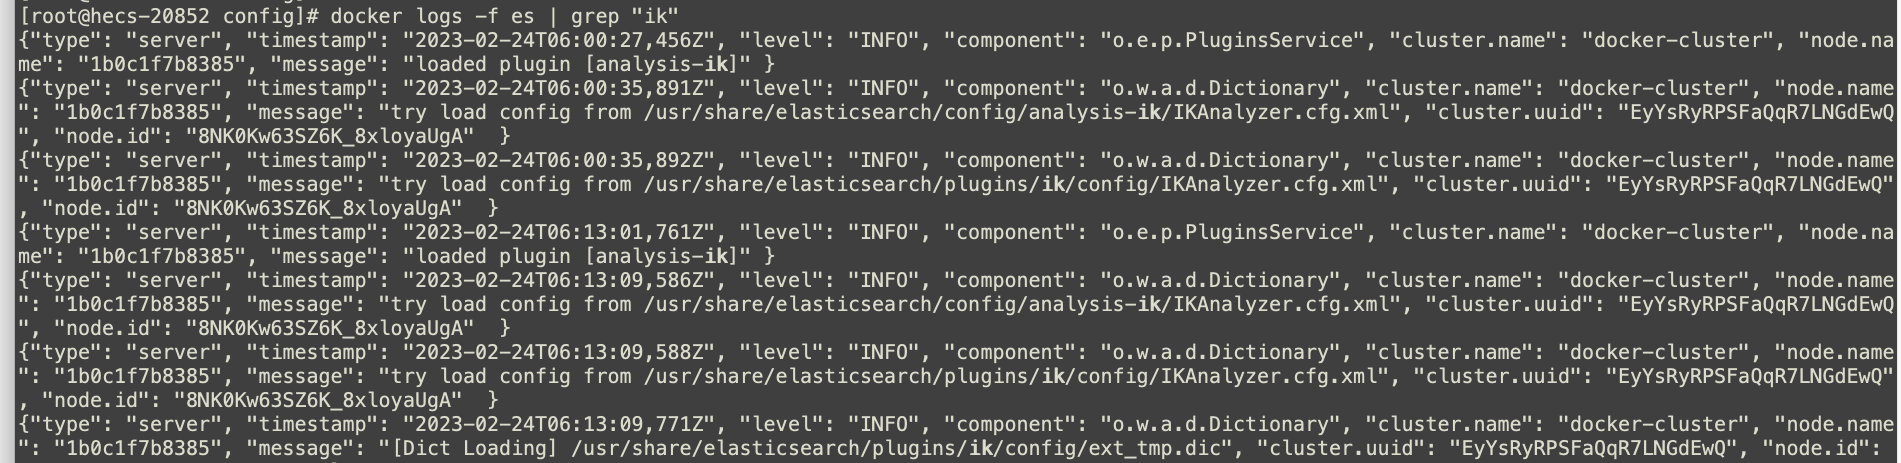 [root@hecs-20852 config]# docker logs -f es | grep "ik"
{"type": "server", "timestamp": "2023-02-24T06:00:27,456Z", "level": "INFO", "component": "o.e.p.PluginsService", "cluster.name": "docker-cluster", "node.na
me": "1b0c1f7b8385", "message": "loaded plugin [analysis-ik]" }
{"type": "server", "timestamp": "2023-02-24T06:00:35,891Z", "level": "INFO", "component": "o.w.a.d.Dictionary", "cluster.name": "docker-cluster", "node.name
": "1b0c1f7b8385", "message": "try load config from /usr/share/elasticsearch/config/analysis-ik/IKAnalyzer.cfg.xml", "cluster.uuid": "EyYsRyRPSFaQqR7LNGdEwQ
", "node.id": "8NK0Kw63SZ6K_8xloyaUgA"  }
{"type": "server", "timestamp": "2023-02-24T06:00:35,892Z", "level": "INFO", "component": "o.w.a.d.Dictionary", "cluster.name": "docker-cluster", "node.name
": "1b0c1f7b8385", "message": "try load config from /usr/share/elasticsearch/plugins/ik/config/IKAnalyzer.cfg.xml", "cluster.uuid": "EyYsRyRPSFaQqR7LNGdEwQ"
, "node.id": "8NK0Kw63SZ6K_8xloyaUgA"  }
{"type": "server", "timestamp": "2023-02-24T06:13:01,761Z", "level": "INFO", "component": "o.e.p.PluginsService", "cluster.name": "docker-cluster", "node.na
me": "1b0c1f7b8385", "message": "loaded plugin [analysis-ik]" }
{"type": "server", "timestamp": "2023-02-24T06:13:09,586Z", "level": "INFO", "component": "o.w.a.d.Dictionary", "cluster.name": "docker-cluster", "node.name
": "1b0c1f7b8385", "message": "try load config from /usr/share/elasticsearch/config/analysis-ik/IKAnalyzer.cfg.xml", "cluster.uuid": "EyYsRyRPSFaQqR7LNGdEwQ
", "node.id": "8NK0Kw63SZ6K_8xloyaUgA"  }
{"type": "server", "timestamp": "2023-02-24T06:13:09,588Z", "level": "INFO", "component": "o.w.a.d.Dictionary", "cluster.name": "docker-cluster", "node.name
": "1b0c1f7b8385", "message": "try load config from /usr/share/elasticsearch/plugins/ik/config/IKAnalyzer.cfg.xml", "cluster.uuid": "EyYsRyRPSFaQqR7LNGdEwQ"
, "node.id": "8NK0Kw63SZ6K_8xloyaUgA"  }
{"type": "server", "timestamp": "2023-02-24T06:13:09,771Z", "level": "INFO", "component": "o.w.a.d.Dictionary", "cluster.name": "docker-cluster", "node.name
": "1b0c1f7b8385", "message": "[Dict Loading] /usr/share/elasticsearch/plugins/ik/config/ext_tmp.dic", "cluster.uuid": "EyYsRyRPSFaQqR7LNGdEwQ", "node.id":